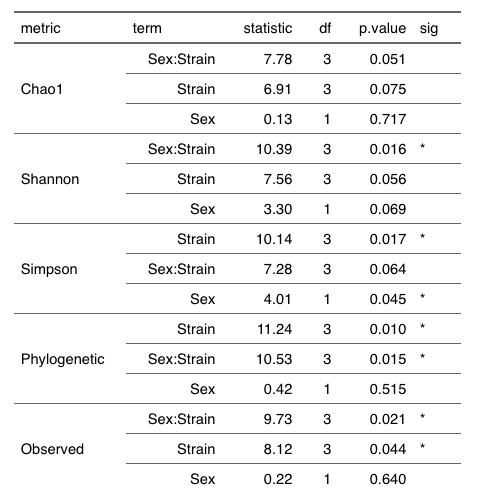 metric term statistic df p.value sig
Sex:Strain 7.78 3 0.051
Chao1 Strain 6.91 3 0.075
Sex 0.13 1 0.717
Sex:Strain 10.39 3 0.016 *
Shannon Strain 7.56 3 0.056
Sex 3.30 1 0.069
Strain 10.14 3 0.017 *
Simpson Sex:Strain 7.28 3 0.064
Sex 4.01 1 0.045 *
Strain 11.24 3 0.010 *
Phylogenetic Sex:Strain 10.53 3 0.015 *
Sex 0.42 1 0.515
Sex:Strain 9.73 3 0.021 *
Observed Strain 8.12 3 0.044 *
Sex 0.22 1 0.640